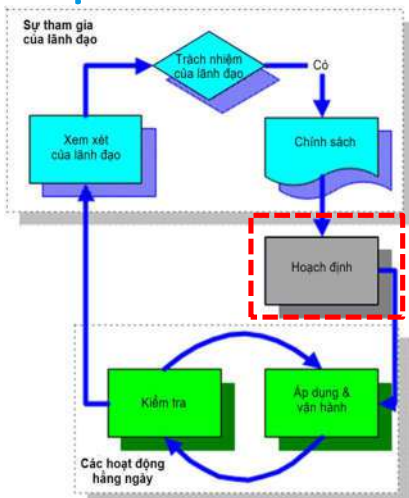 Sự tham gia
của lãnh đạo
Trách nhiệm
của lãnh đạo
Có
Xem xét
của lãnh đạo
Chính sách
Hoạch định
Kiểm tra
Áp dụng &
vận hành
Các hoạt động
hằng ngày